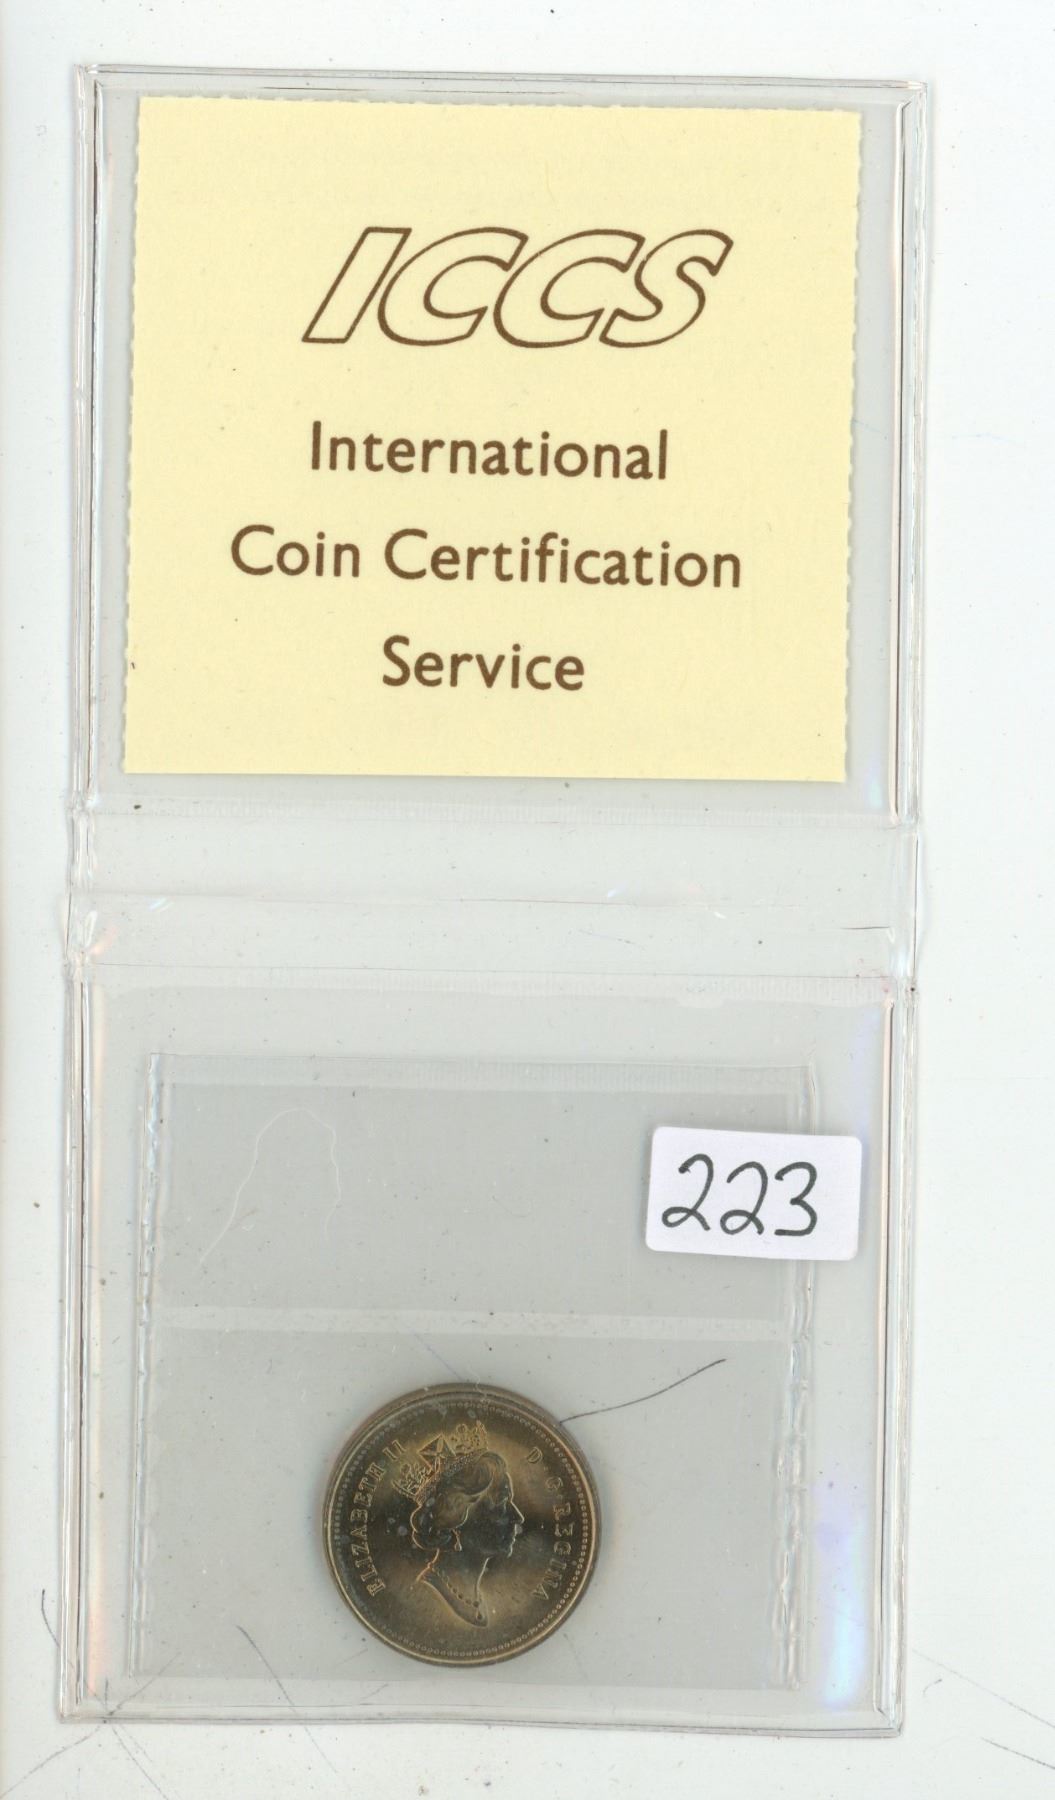 ICCS
International
Coin Certification
Service
223
ELIZABETH II D·G·REGINA